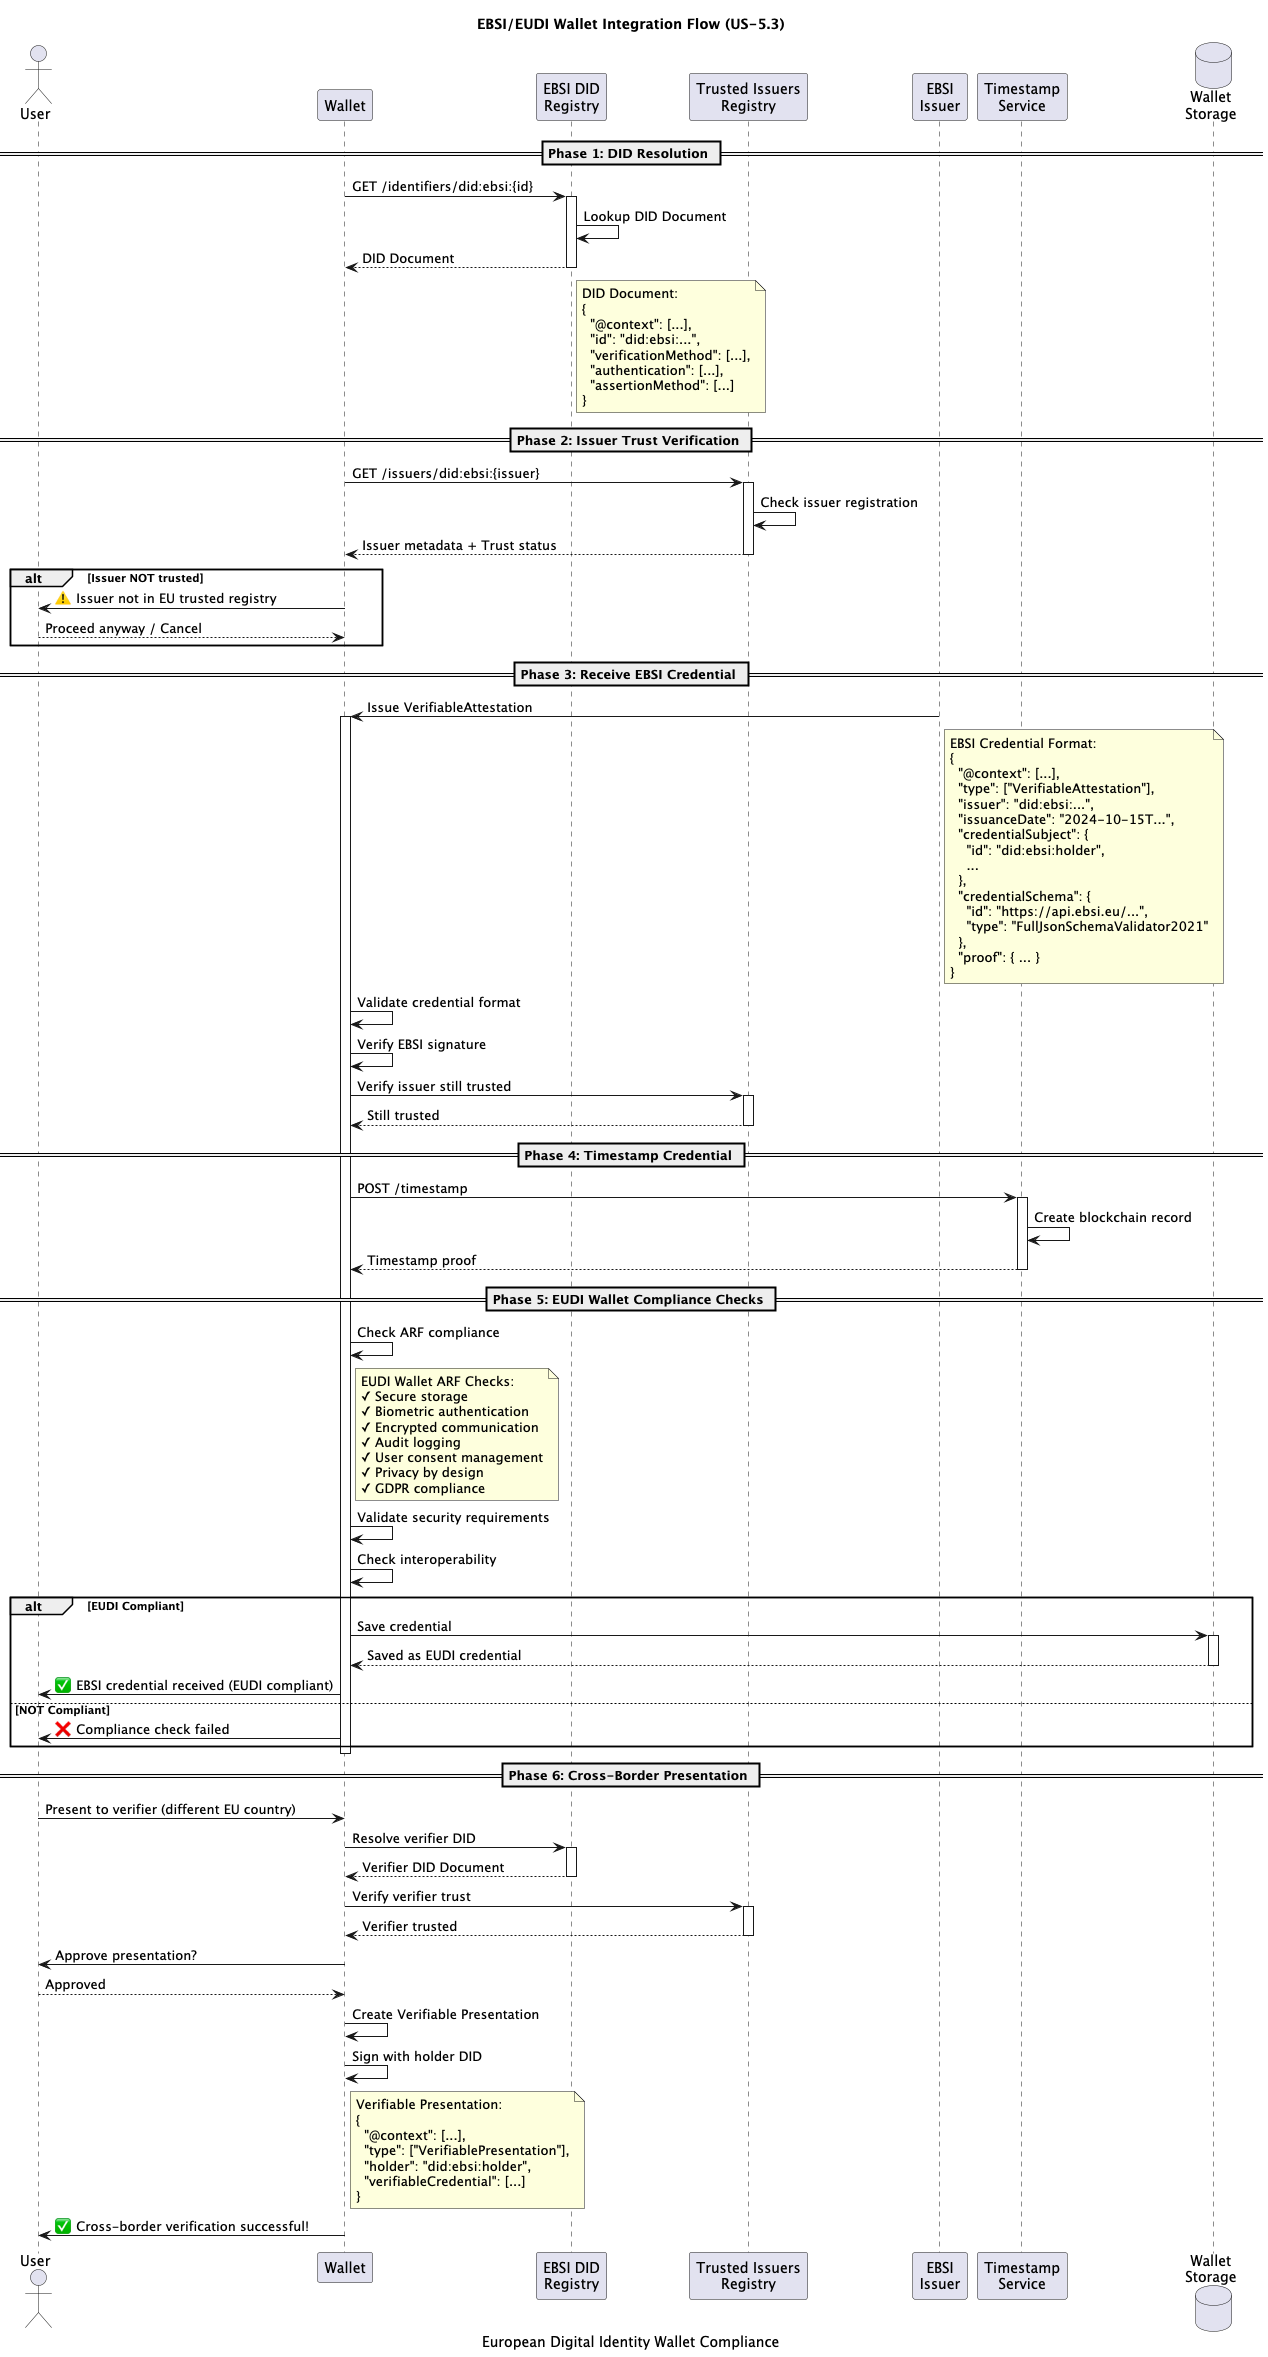 EBSI/EUDI Wallet Integration Flow (US-5.3)
User
Wallet
EBSI DID
Registry
Trusted Issuers
Registry
EBSI
Issuer
Timestamp
Service
Wallet
Storage
Phase 1: DID Resolution
GET /identifiers/did:ebsi:{id}
Lookup DID Document
DID Document
DID Document:
{
"@context": [...],
"id": "did:ebsi:...",
"verificationMethod": [...],
"authentication": [...],
"assertionMethod": [...]
}
Phase 2: Issuer Trust Verification
GET /issuers/did:ebsi:{issuer}
Check issuer registration
Issuer metadata + Trust status
alt [Issuer NOT trusted]
⚠️ Issuer not in EU trusted registry
Proceed anyway / Cancel
Phase 3: Receive EBSI Credential
Issue VerifiableAttestation
EBSI Credential Format:
{
"@context": [...],
"type": ["VerifiableAttestation"],
"issuer": "did:ebsi:...",
"issuanceDate": "2024-10-15T...",
"credentialSubject": {
"id": "did:ebsi:holder",
...
},
"credentialSchema": {
"id": "https://api.ebsi.eu/...",
"type": "FullJsonSchemaValidator2021"
},
"proof": { ... }
}
Validate credential format
Verify EBSI signature
Verify issuer still trusted
Still trusted
Phase 4: Timestamp Credential
POST /timestamp
Create blockchain record
Timestamp proof
Phase 5: EUDI Wallet Compliance Checks
Check ARF compliance
EUDI Wallet ARF Checks:
✓ Secure storage
✓ Biometric authentication
✓ Encrypted communication
✓ Audit logging
✓ User consent management
✓ Privacy by design
✓ GDPR compliance
Validate security requirements
Check interoperability
alt [EUDI Compliant]
Save credential
Saved as EUDI credential
✅ EBSI credential received (EUDI compliant)
[NOT Compliant]
❌ Compliance check failed
Phase 6: Cross-Border Presentation
Present to verifier (different EU country)
Resolve verifier DID
Verifier DID Document
Verify verifier trust
Verifier trusted
Approve presentation?
Approved
Create Verifiable Presentation
Sign with holder DID
Verifiable Presentation:
{
"@context": [...],
"type": ["VerifiablePresentation"],
"holder": "did:ebsi:holder",
"verifiableCredential": [...]
}
✅ Cross-border verification successful!
User
Wallet
EBSI DID
Registry
Trusted Issuers
Registry
EBSI
Issuer
Timestamp
Service
Wallet
Storage
European Digital Identity Wallet Compliance